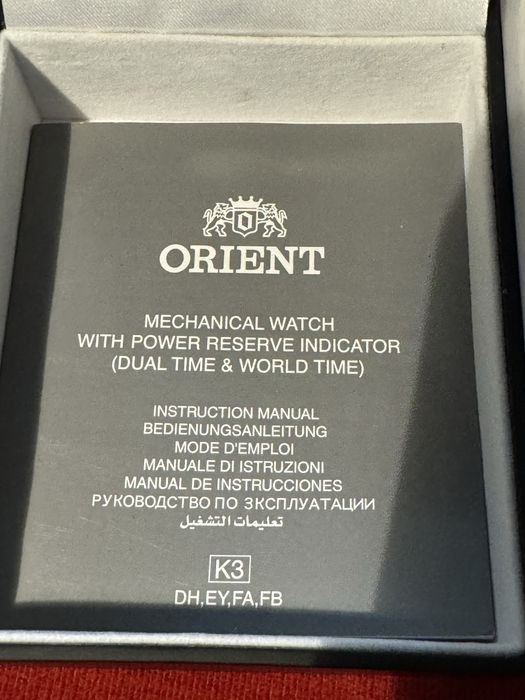 ORIENT
MECHANICAL WATCH
WITH POWER RESERVE INDICATOR
(DUAL TIME & WORLD TIME)
INSTRUCTION MANUAL
BEDIENUNGSANLEITUNG
MODE D'EMPLOI
MANUALE DI ISTRUZIONI
MANUAL DE INSTRUCCIONES
РУКОВОДСТВО ПО ЗКСПЛУАТАЦИИ
تعليمات التشغيل
K3
DH,EY,FA,FB